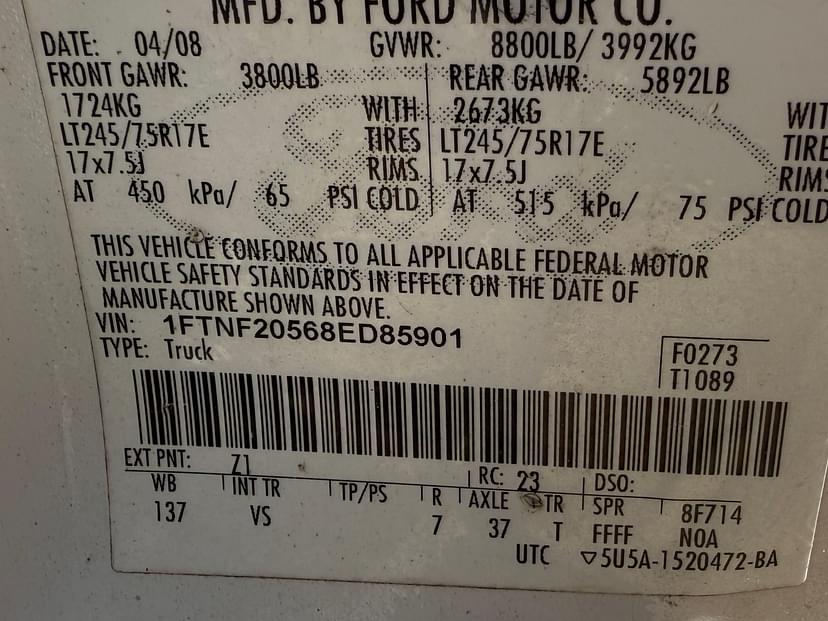 MFD. BY FORD MOTOR CO.
DATE: 04/08 GVWR: 8800LB/ 3992KG
FRONT GAWR: 3800LB REAR GAWR: 5892LB
1724KG WITH 2673KG WIT
LT245/75R17E TIRES LT245/75R17E TIRE
17x7.5J RIMS 17x7.5J RIMS
AT 450 kPa/ 65 PSI COLD AT 515 kPa/ 75 PSI COLD
THIS VEHICLE CONFORMS TO ALL APPLICABLE FEDERAL MOTOR
VEHICLE SAFETY STANDARDS IN EFFECT ON THE DATE OF
MANUFACTURE SHOWN ABOVE.
VIN: 1FTNF20568ED85901
TYPE: Truck
F0273
T1089
EXT PNT: Z1 RC: 23 DSO:
WB INT TR TP/PS R AXLE TR SPR 8F714
137 VS 7 37 T FFFF NOA
UTC ▽5U5A-1520472-BA